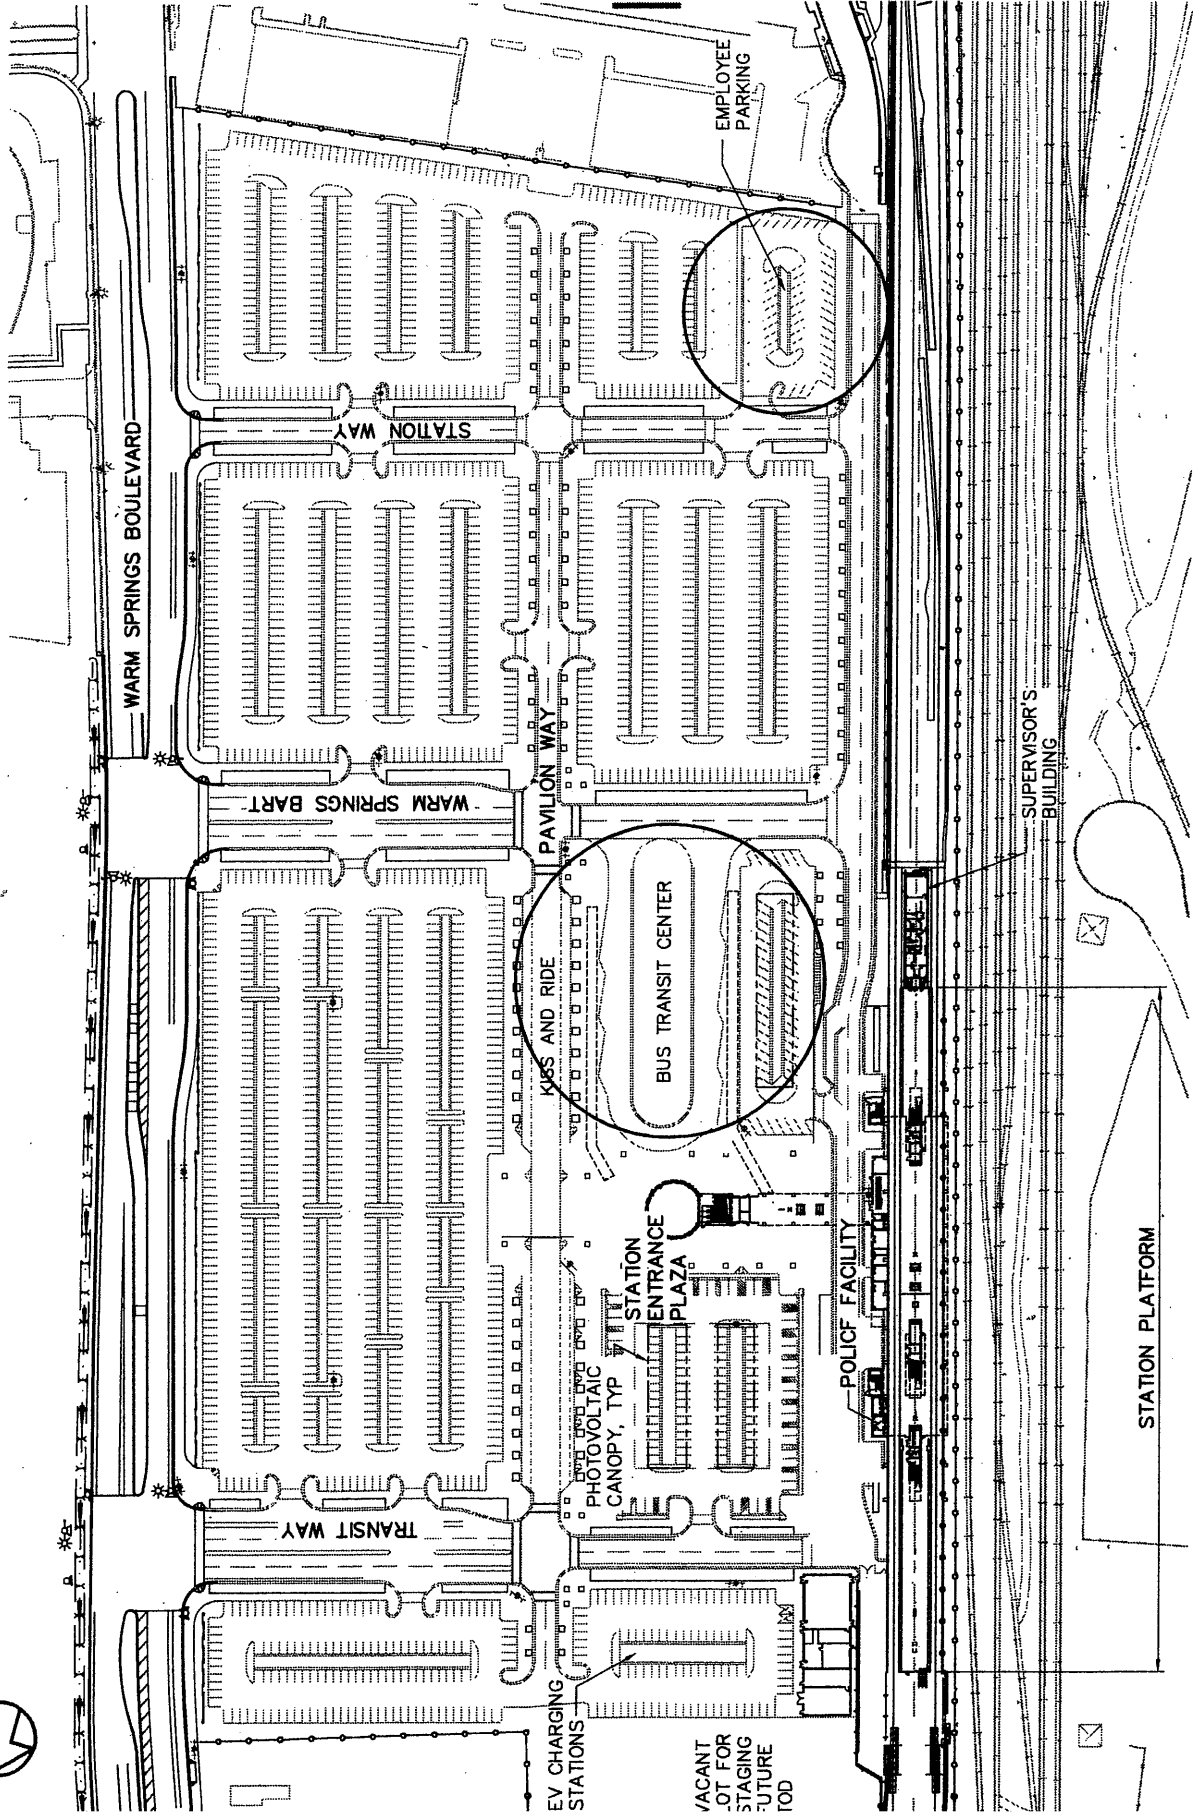 EMPLOYEE
PARKING
WARM SPRINGS BOULEVARD
STATION WAY
PAVILION WAY
WARM SPRINGS BART
SUPERVISOR'S
BUILDING
KISS AND RIDE
BUS TRANSIT CENTER
STATION
ENTRANCE
PLAZA
POLICE FACILITY
STATION PLATFORM
PHOTOVOLTAIC
CANOPY, TYP
TRANSIT WAY
EV CHARGING
STATIONS
VACANT
LOT FOR
STAGING
FUTURE
TOD